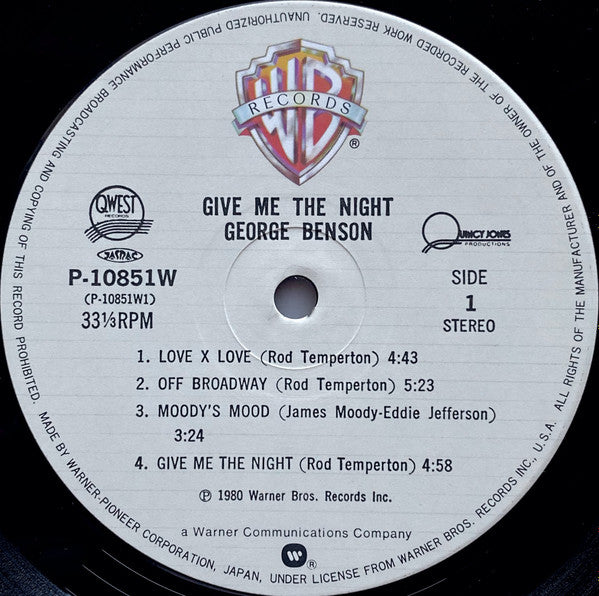 UNAUTHORIZED PUBLIC PERFORMANCE BROADCASTING AND COPYING OF THIS RECORD PROHIBITED. MADE BY WARNER-PIONEER CORPORATION, JAPAN, UNDER LICENSE FROM WARNER BROS. RECORDS INC., U.S.A. ALL RIGHTS OF THE MANUFACTURER AND OF THE OWNER OF THE RECORDED WORK RESERVED.
WB
RECORDS
®
QWEST
RECORDS
JASRAC
GIVE ME THE NIGHT
GEORGE BENSON
QUINCY JONES
PRODUCTIONS
P-10851W
(P-10851W1)
33⅓RPM
SIDE
1
STEREO
1. LOVE X LOVE (Rod Temperton) 4:43
2. OFF BROADWAY (Rod Temperton) 5:23
3. MOODY'S MOOD (James Moody-Eddie Jefferson)
3:24
4. GIVE ME THE NIGHT (Rod Temperton) 4:58
℗ 1980 Warner Bros. Records Inc.
a Warner Communications Company
®